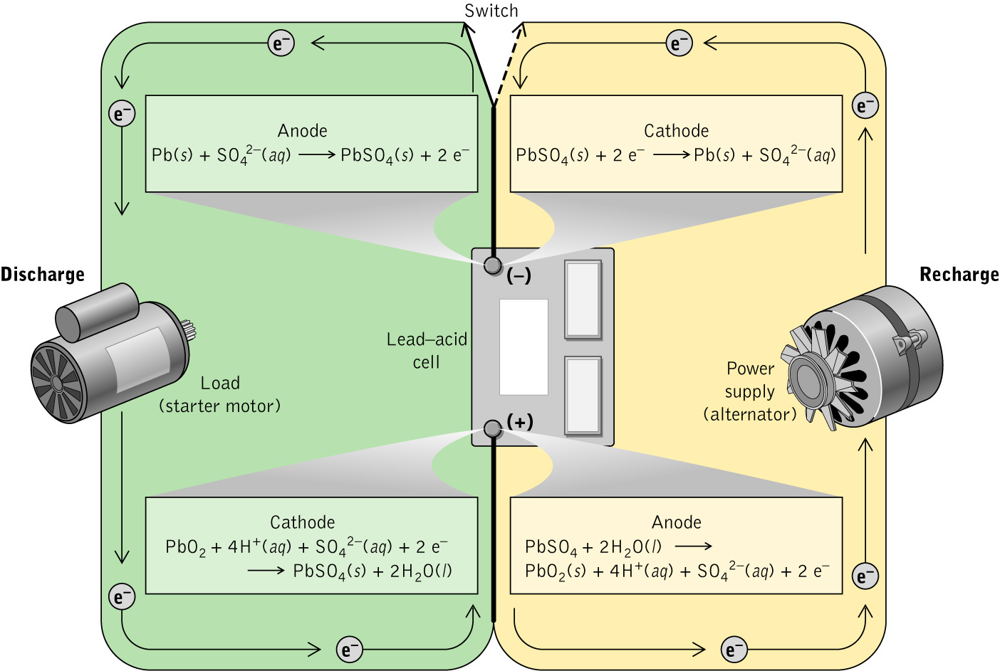 Switch
e⁻
e⁻
e⁻
e⁻
Anode
Pb(s) + SO₄²⁻(aq) ⟶ PbSO₄(s) + 2 e⁻
Cathode
PbSO₄(s) + 2 e⁻ ⟶ Pb(s) + SO₄²⁻(aq)
Discharge
(–)
Recharge
Lead–acid
cell
Load
(starter motor)
Power
supply
(alternator)
(+)
Cathode
PbO₂ + 4H⁺(aq) + SO₄²⁻(aq) + 2 e⁻
⟶ PbSO₄(s) + 2H₂O(l)
Anode
PbSO₄ + 2H₂O(l) ⟶
PbO₂(s) + 4H⁺(aq) + SO₄²⁻(aq) + 2 e⁻
e⁻
e⁻
e⁻
e⁻